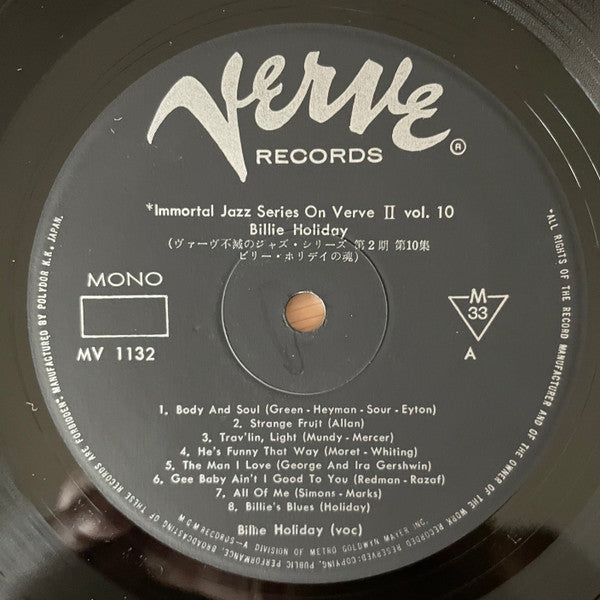 Verve
RECORDS
®
*Immortal Jazz Series On Verve II vol. 10
Billie Holiday
(ヴァーヴ不滅のジャズ・シリーズ 第2期 第10集
ビリー・ホリデイの魂)
MONO
MV 1132
M
33
A
1. Body And Soul (Green - Heyman - Sour - Eyton)
2. Strange Fruit (Allan)
3. Trav'lin, Light (Mundy - Mercer)
4. He's Funny That Way (Moret - Whiting)
5. The Man I Love (George And Ira Gershwin)
6. Gee Baby Ain't I Good To You (Redman - Razaf)
7. All Of Me (Simons - Marks)
8. Billie's Blues (Holiday)
Billie Holiday (voc)
M G M RECORDS—A DIVISION OF METRO GOLDWYN MAYER INC.
*ALL RIGHTS OF THE RECORD MANUFACTURER AND OF THE OWNER OF THE WORK RECORDED RESERVED: COPYING, PUBLIC PERFORMANCE, BROADCASTING OF THESE RECORDS ARE FORBIDDEN* MANUFACTURED BY POLYDOR K.K. JAPAN.